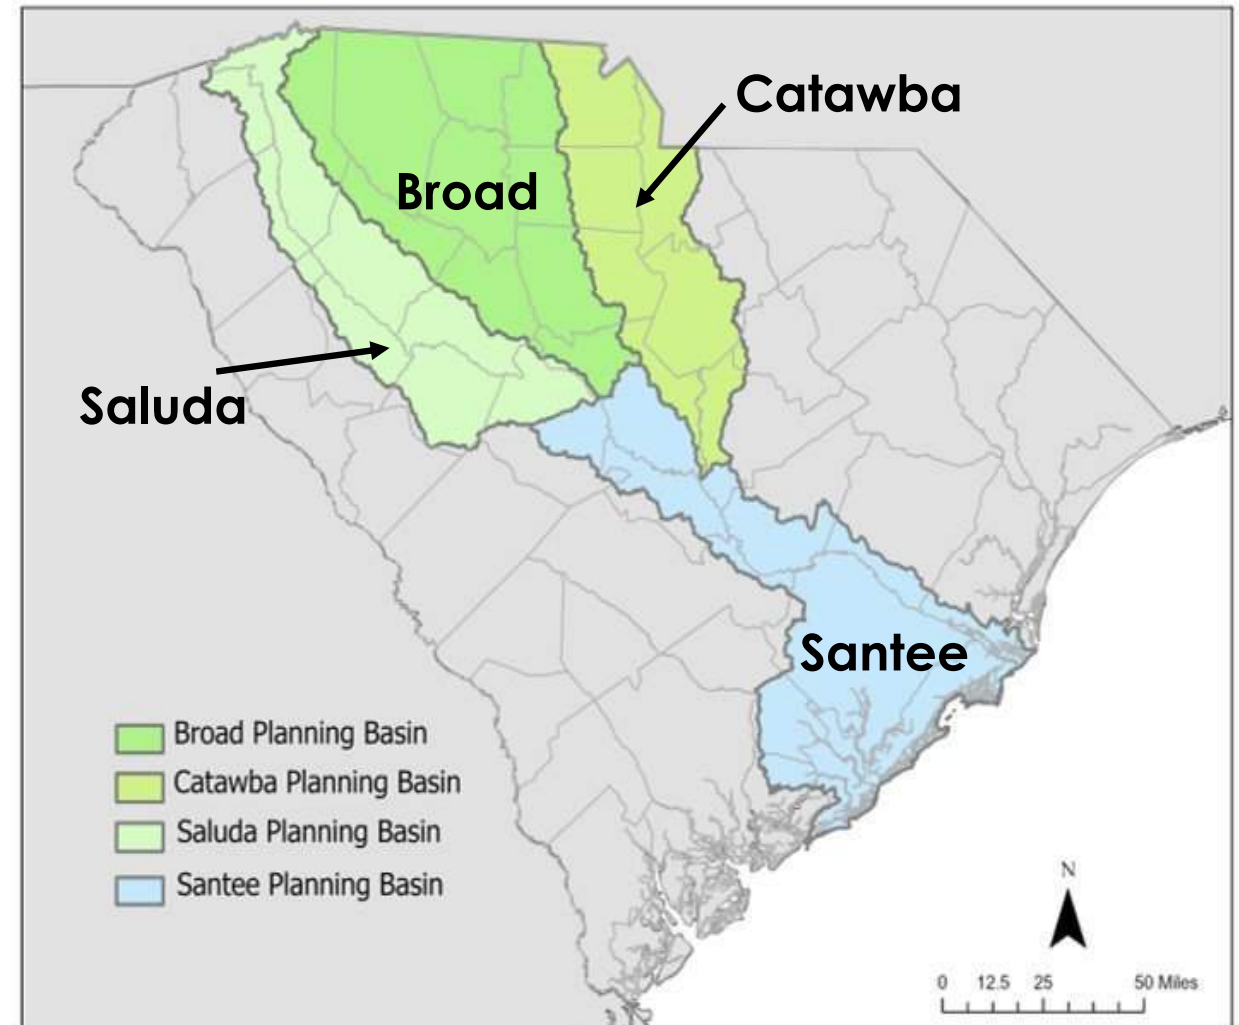 Catawba
Broad
Saluda
Santee
Broad Planning Basin
Catawba Planning Basin
Saluda Planning Basin
Santee Planning Basin
N
0 12.5 25 50 Miles